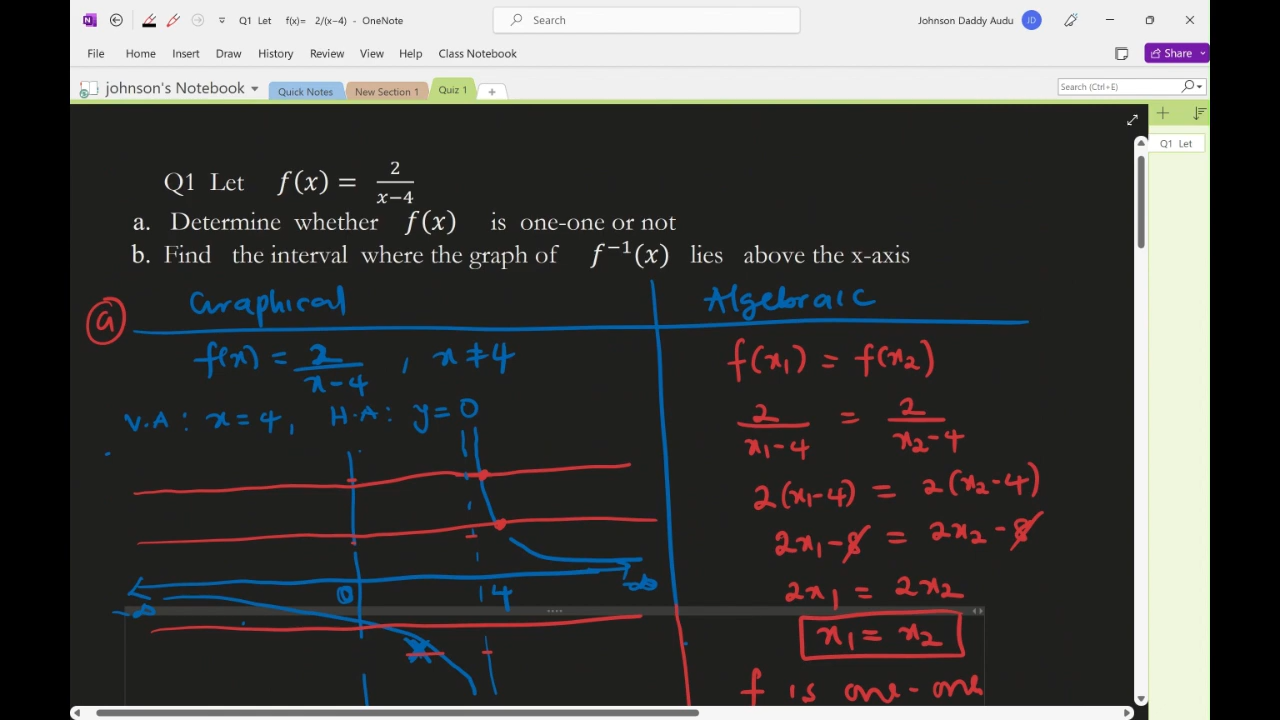 Q1 Let f(x)= 2/(x−4) - OneNote
Search
Johnson Daddy Audu JD
File Home Insert Draw History Review View Help Class Notebook
Share
johnson's Notebook Quick Notes New Section 1 Quiz 1 +
Search (Ctrl+E)
Q1 Let
Q1 Let f(x) = 2/(x−4)
a. Determine whether f(x) is one-one or not
b. Find the interval where the graph of f⁻¹(x) lies above the x-axis
a
Graphical
f(x) = 2/(x-4) , x ≠ 4
V.A : x = 4, H.A : y = 0
0
4
-∞
∞
Algebraic
f(x₁) = f(x₂)
2/(x₁-4) = 2/(x₂-4)
2(x₁-4) = 2(x₂-4)
2x₁-8 = 2x₂-8
2x₁ = 2x₂
x₁ = x₂
f is one-one